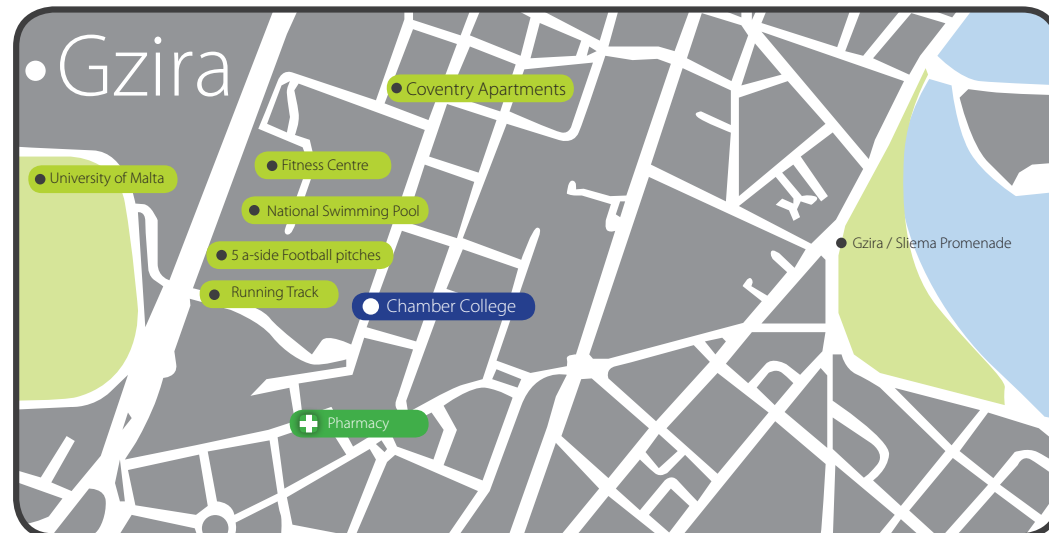 Gzira
Coventry Apartments
Fitness Centre
University of Malta
National Swimming Pool
Gzira / Sliema Promenade
5 a-side Football pitches
Running Track
Chamber College
Pharmacy